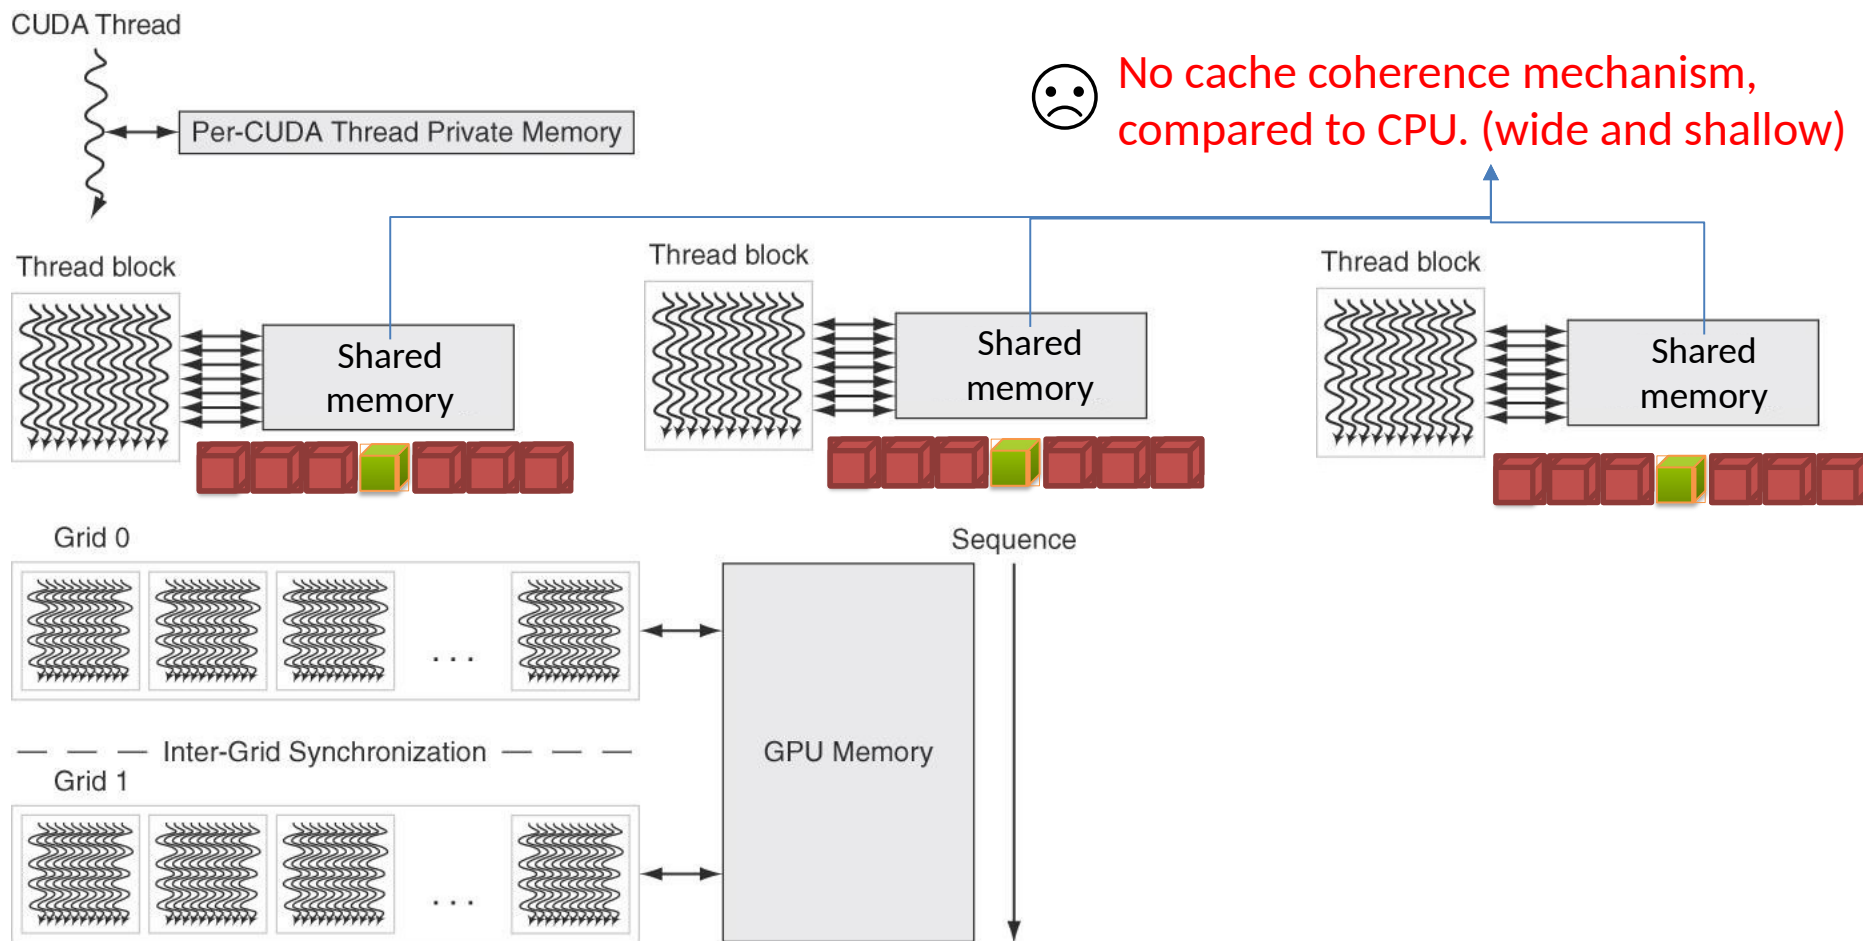 CUDA Thread
No cache coherence mechanism,
compared to CPU. (wide and shallow)
Per-CUDA Thread Private Memory
Thread block
Shared
memory
Thread block
Shared
memory
Thread block
Shared
memory
Grid 0
Sequence
. . .
GPU Memory
Inter-Grid Synchronization
Grid 1
. . .